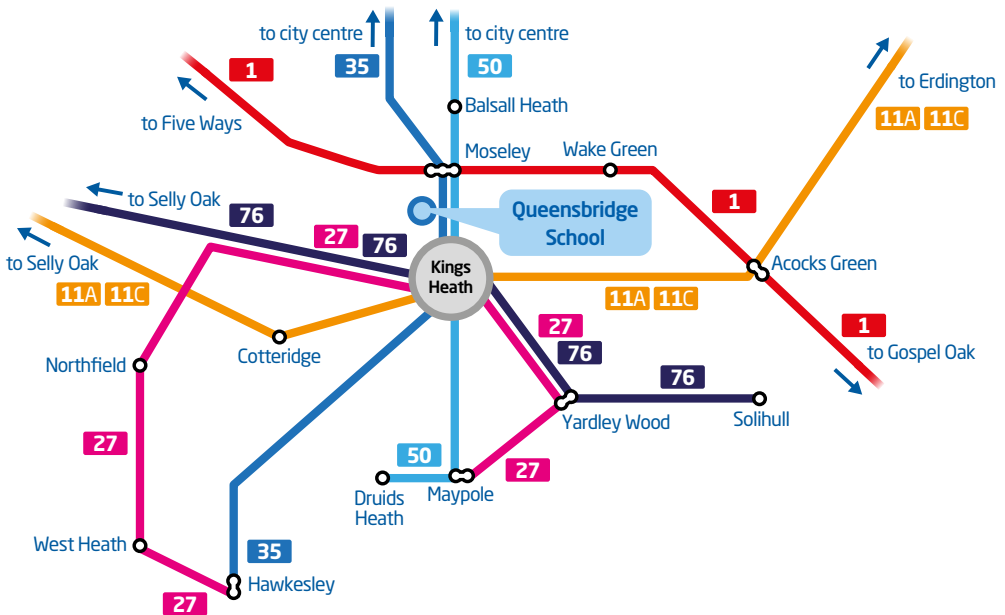 to city centre
to city centre
35
50
1
to Erdington
Balsall Heath
11A 11C
to Five Ways
Moseley
Wake Green
to Selly Oak
76
Queensbridge
School
1
27
76
to Selly Oak
Kings
Heath
Acocks Green
11A 11C
11A 11C
27
1
76
to Gospel Oak
Cotteridge
Northfield
76
Yardley Wood
Solihull
27
50
27
Druids
Heath
Maypole
West Heath
35
Hawkesley
27